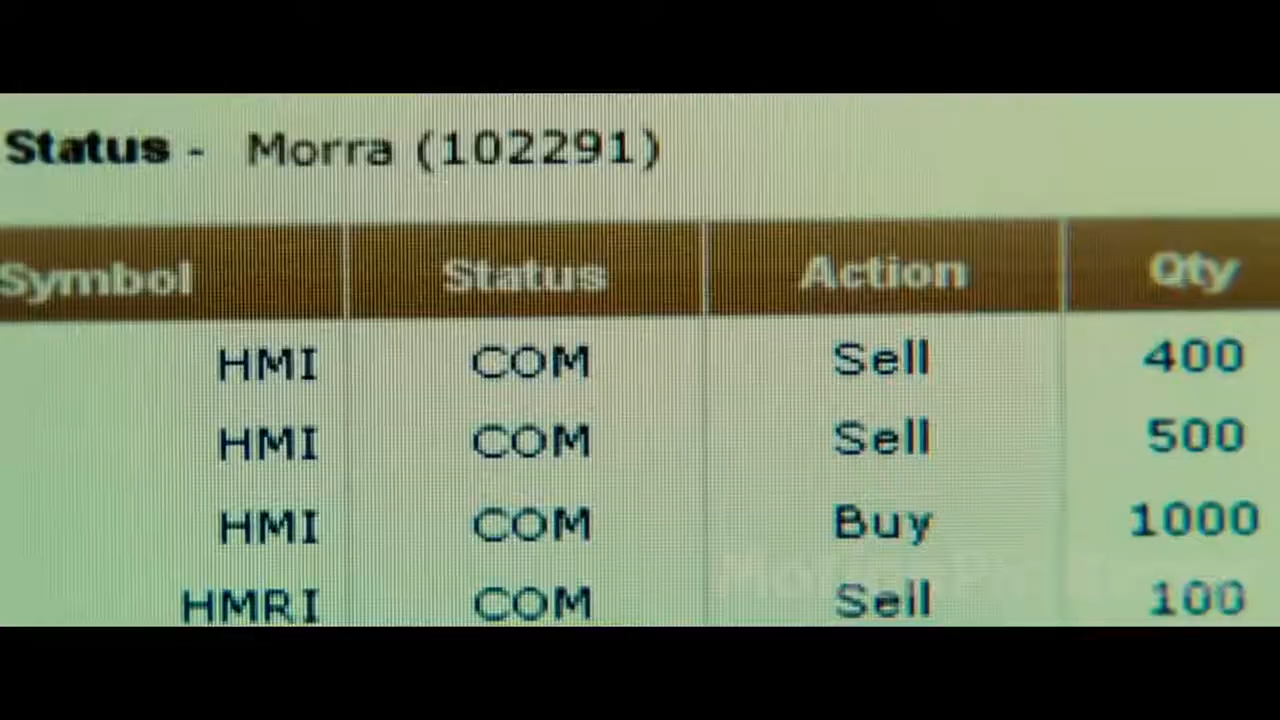 Status - Morra (102291)
Symbol Status Action Qty
HMI COM Sell 400
HMI COM Sell 500
HMI COM Buy 1000
HMRI COM Sell 100